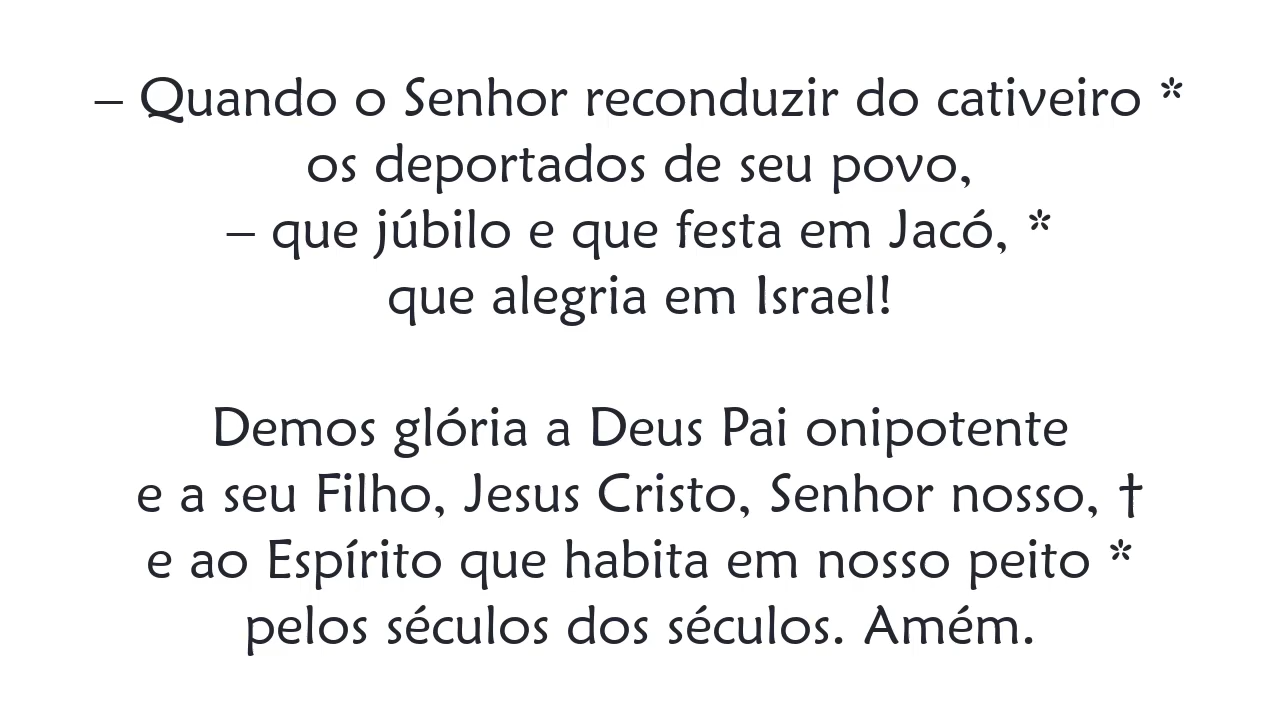 – Quando o Senhor reconduzir do cativeiro *
os deportados de seu povo,
– que júbilo e que festa em Jacó, *
que alegria em Israel!
Demos glória a Deus Pai onipotente
e a seu Filho, Jesus Cristo, Senhor nosso, †
e ao Espírito que habita em nosso peito *
pelos séculos dos séculos. Amém.